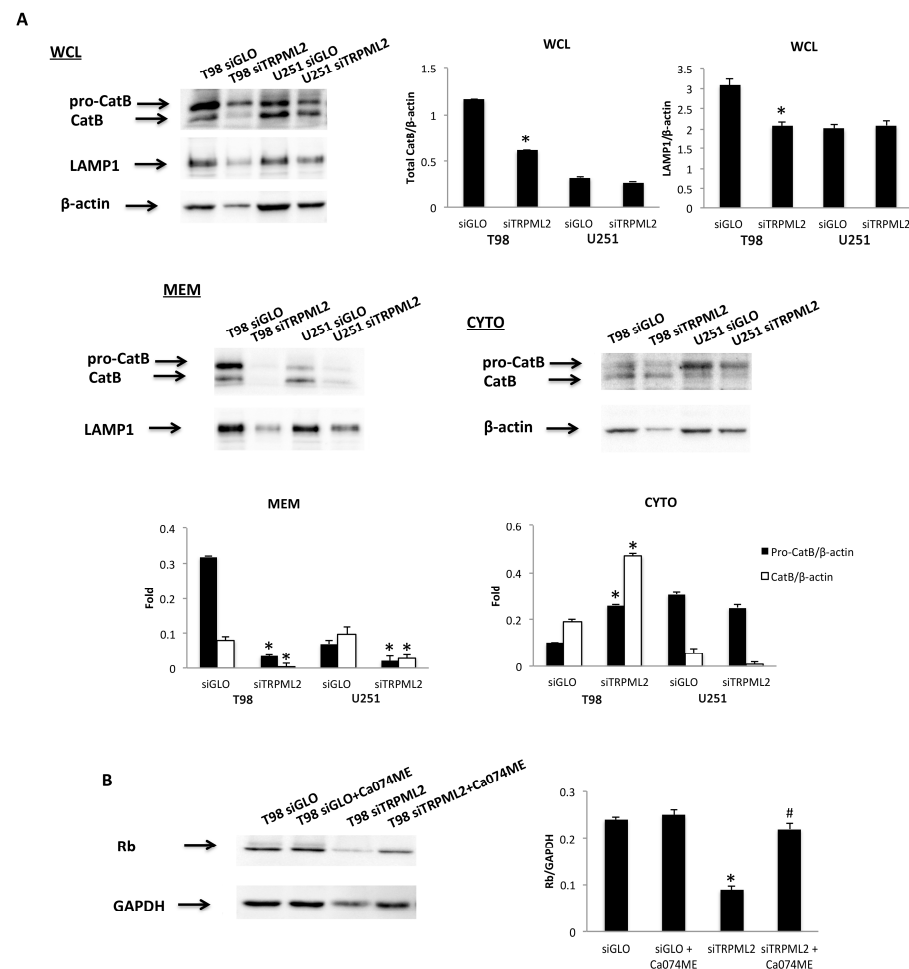 A
WCL
T98 siGLO
T98 siTRPML2
U251 siGLO
U251 siTRPML2
pro-CatB
CatB
LAMP1
β-actin
WCL
Total CatB/β-actin
1.5
1
0.5
0
*
siGLO siTRPML2 siGLO siTRPML2
T98 U251
WCL
LAMP1/β-actin
3.5
3
2.5
2
1.5
1
0.5
0
*
siGLO siTRPML2 siGLO siTRPML2
T98 U251
MEM
T98 siGLO
T98 siTRPML2
U251 siGLO
U251 siTRPML2
pro-CatB
CatB
LAMP1
CYTO
T98 siGLO
T98 siTRPML2
U251 siGLO
U251 siTRPML2
pro-CatB
CatB
β-actin
MEM
Fold
0.4
0.3
0.2
0.1
0
* * * *
siGLO siTRPML2 siGLO siTRPML2
T98 U251
CYTO
0.6
0.4
0.2
0
* *
siGLO siTRPML2 siGLO siTRPML2
T98 U251
Pro-CatB/β-actin
CatB/β-actin
B
T98 siGLO
T98 siGLO+Ca074ME
T98 siTRPML2
T98 siTRPML2+Ca074ME
Rb
GAPDH
Rb/GAPDH
0.3
0.2
0.1
0
* #
siGLO siGLO + siTRPML2 siTRPML2 +
Ca074ME Ca074ME